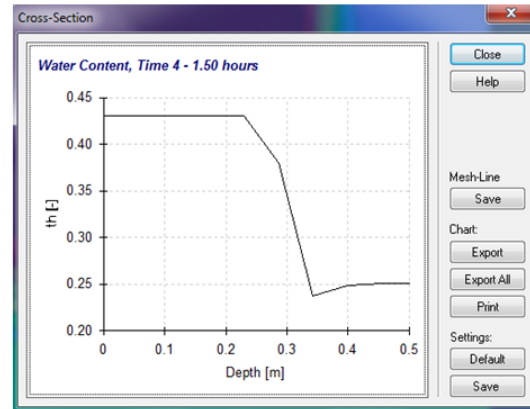 Cross-Section
Water Content, Time 4 - 1.50 hours
0.45
0.40
0.35
0.30
0.25
0.20
th [-]
0
0.1
0.2
0.3
0.4
0.5
Depth [m]
Close
Help
Mesh-Line
Save
Chart:
Export
Export All
Print
Settings:
Default
Save